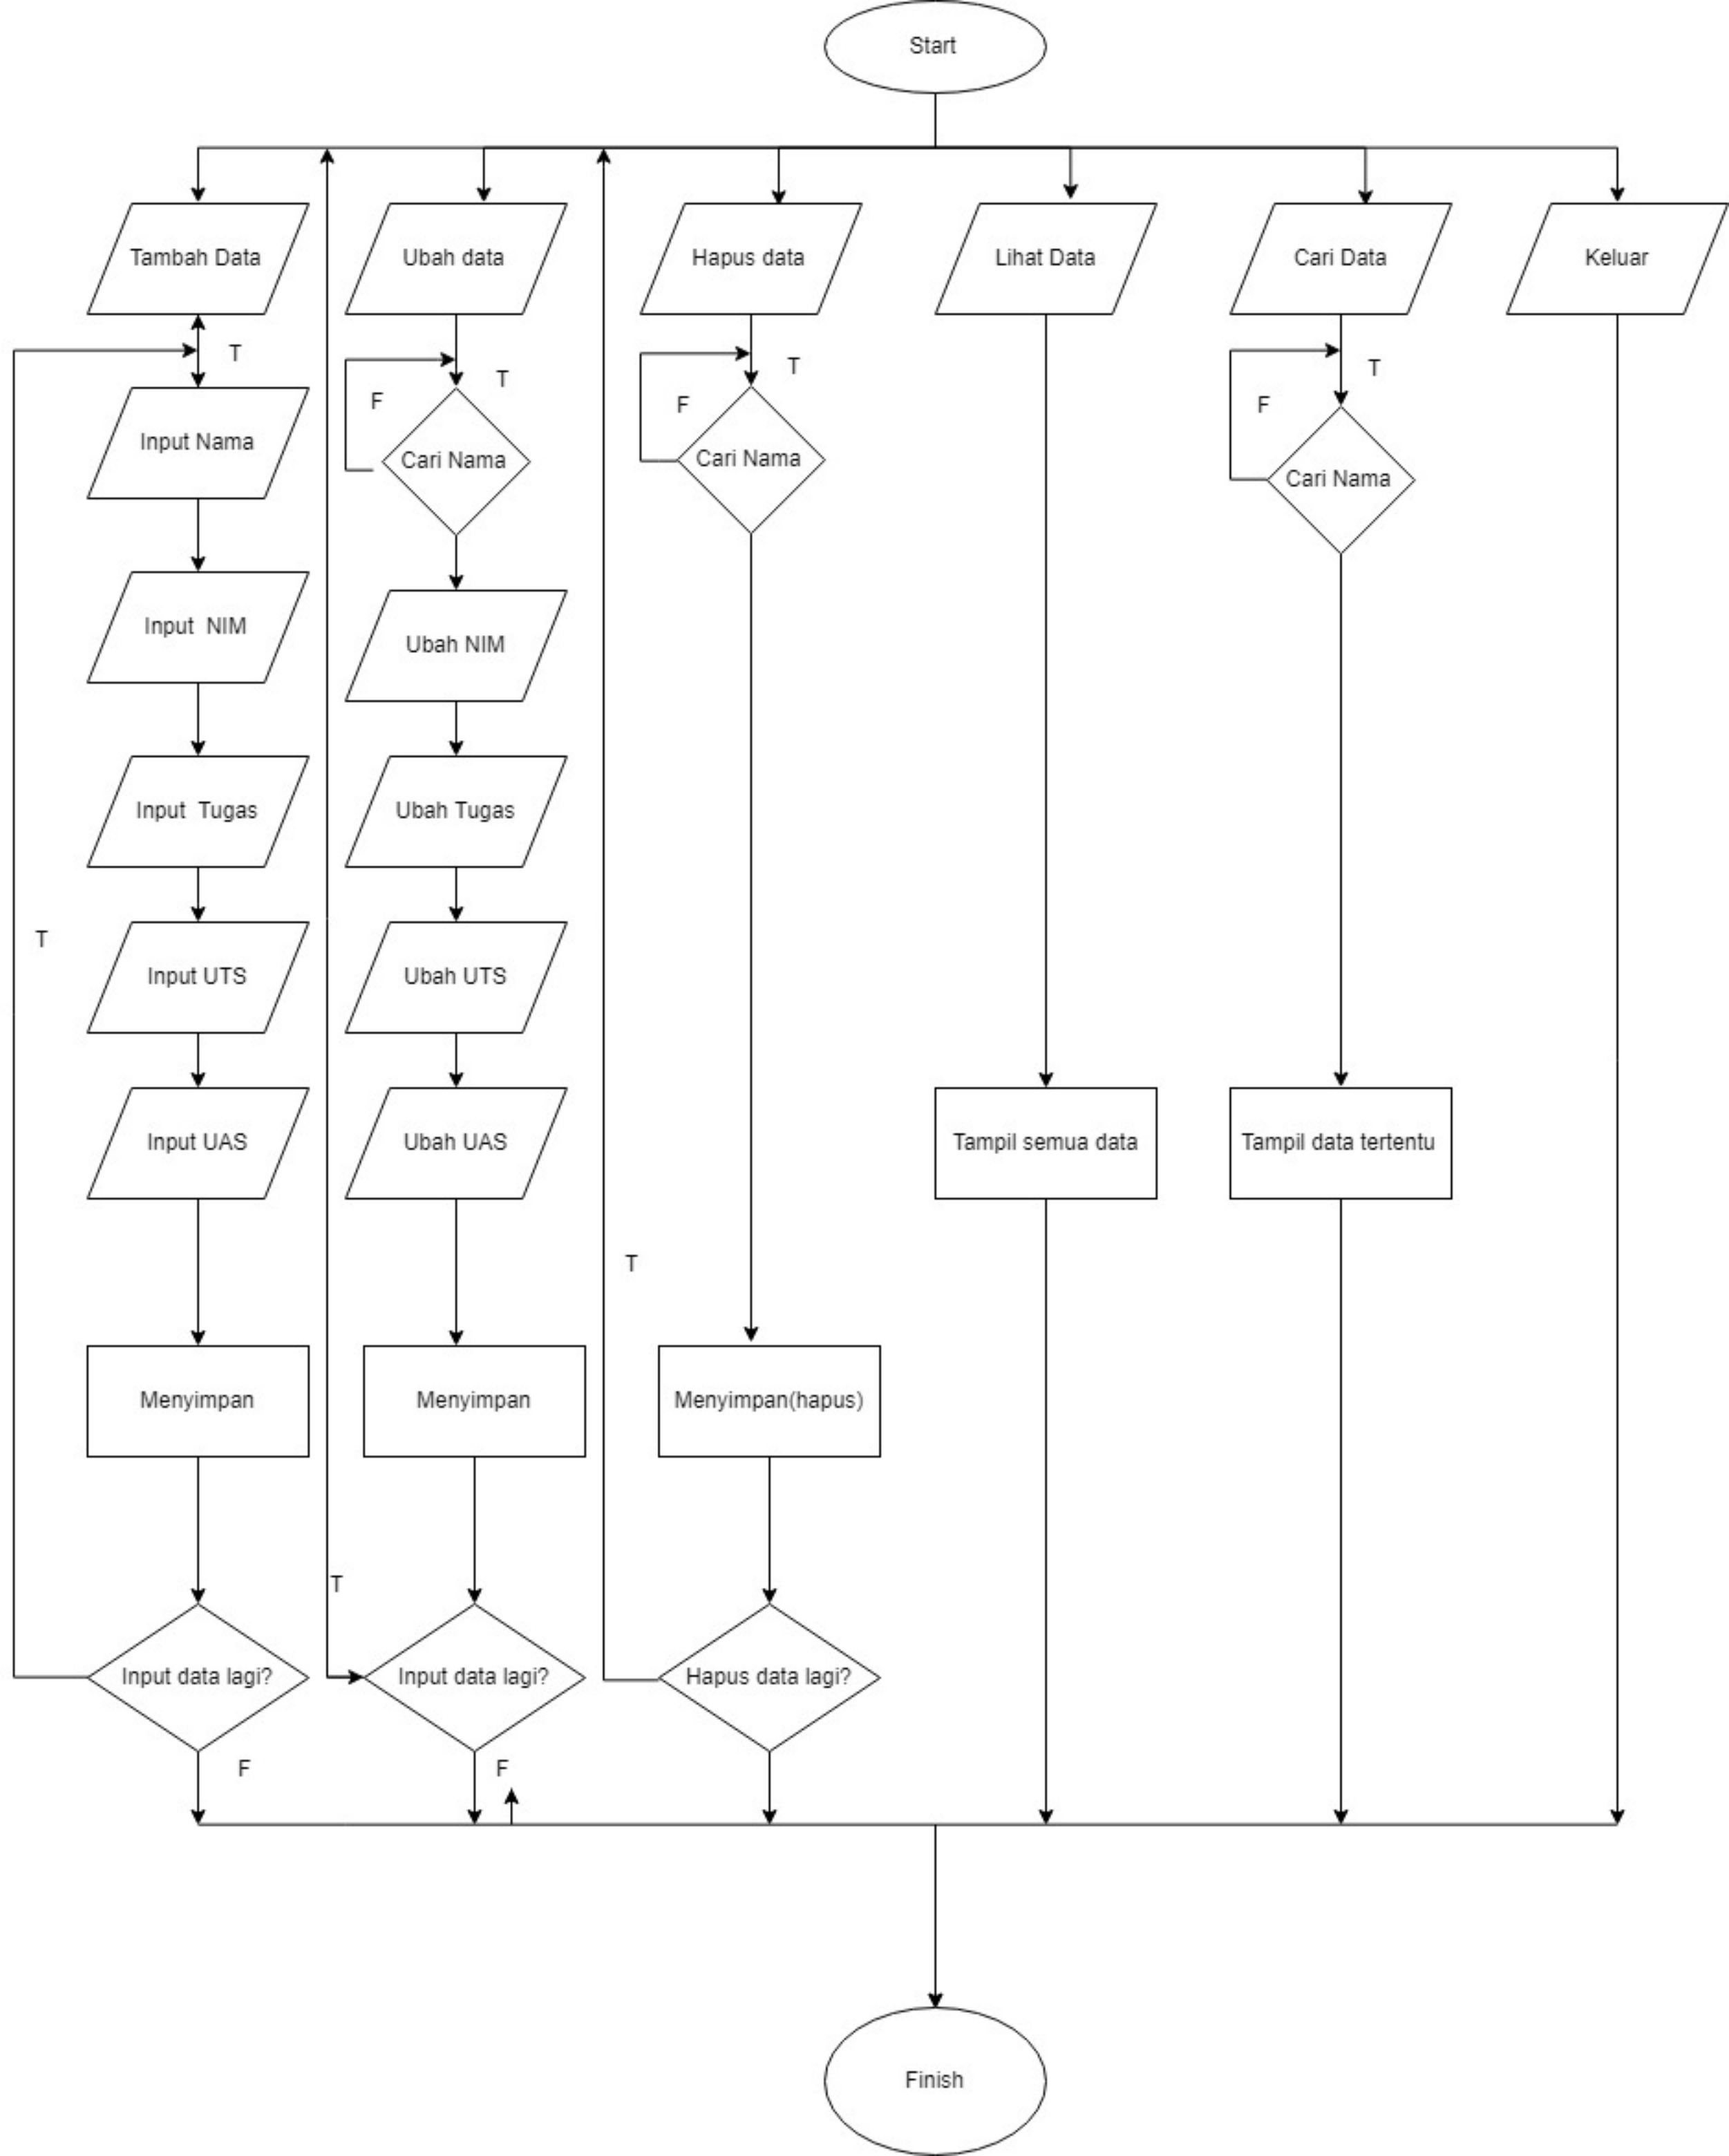 Start
Tambah Data
Ubah data
Hapus data
Lihat Data
Cari Data
Keluar
T
T
T
T
F
F
F
Input Nama
Cari Nama
Cari Nama
Cari Nama
Input  NIM
Ubah NIM
Input  Tugas
Ubah Tugas
T
Input UTS
Ubah UTS
Input UAS
Ubah UAS
Tampil semua data
Tampil data tertentu
T
Menyimpan
Menyimpan
Menyimpan(hapus)
T
Input data lagi?
Input data lagi?
Hapus data lagi?
F
F
Finish